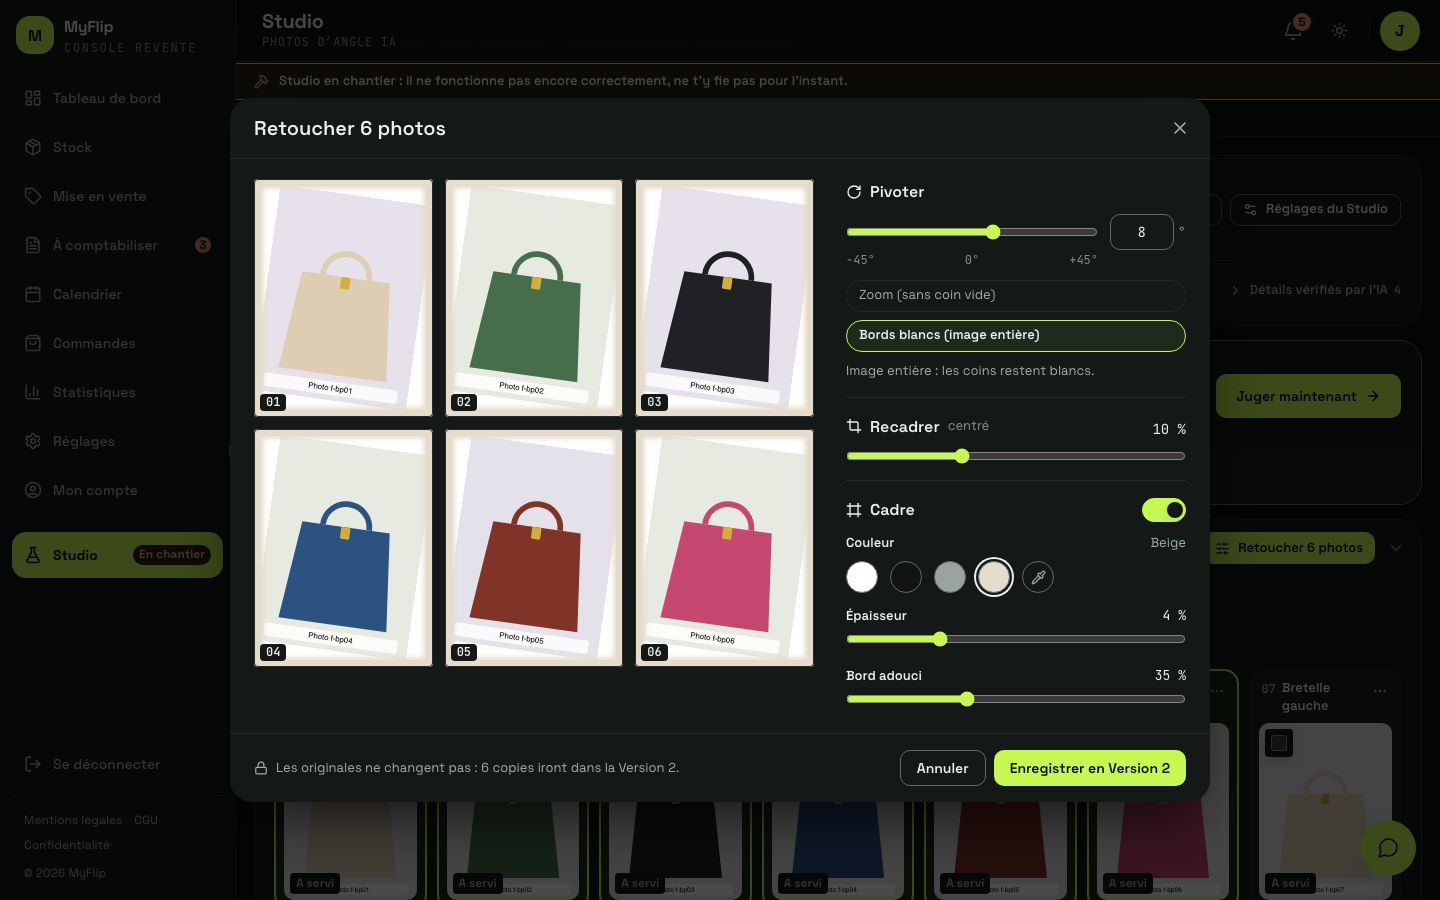 M
MyFlip
CONSOLE REVENTE
Tableau de bord
Stock
Mise en vente
À comptabiliser 3
Calendrier
Commandes
Statistiques
Réglages
Mon compte
Studio En chantier
Se déconnecter
Mentions légales CGU
Confidentialité
© 2026 MyFlip
Studio
PHOTOS D'ANGLE IA
5
J
Studio en chantier : il ne fonctionne pas encore correctement, ne t'y fie pas pour l'instant.
Réglages du Studio
Détails vérifiés par l'IA 4
Juger maintenant
Retoucher 6 photos
Retoucher 6 photos
Photo f-bp01
01
Photo f-bp02
02
Photo f-bp03
03
Photo f-bp04
04
Photo f-bp05
05
Photo f-bp06
06
Pivoter
8 °
-45° 0° +45°
Zoom (sans coin vide)
Bords blancs (image entière)
Image entière : les coins restent blancs.
Recadrer centré 10 %
Cadre
Couleur Beige
Épaisseur 4 %
Bord adouci 35 %
Les originales ne changent pas : 6 copies iront dans la Version 2.
Annuler
Enregistrer en Version 2
07 Bretelle
gauche
A servi
A servi
A servi
A servi
A servi
A servi
A servi